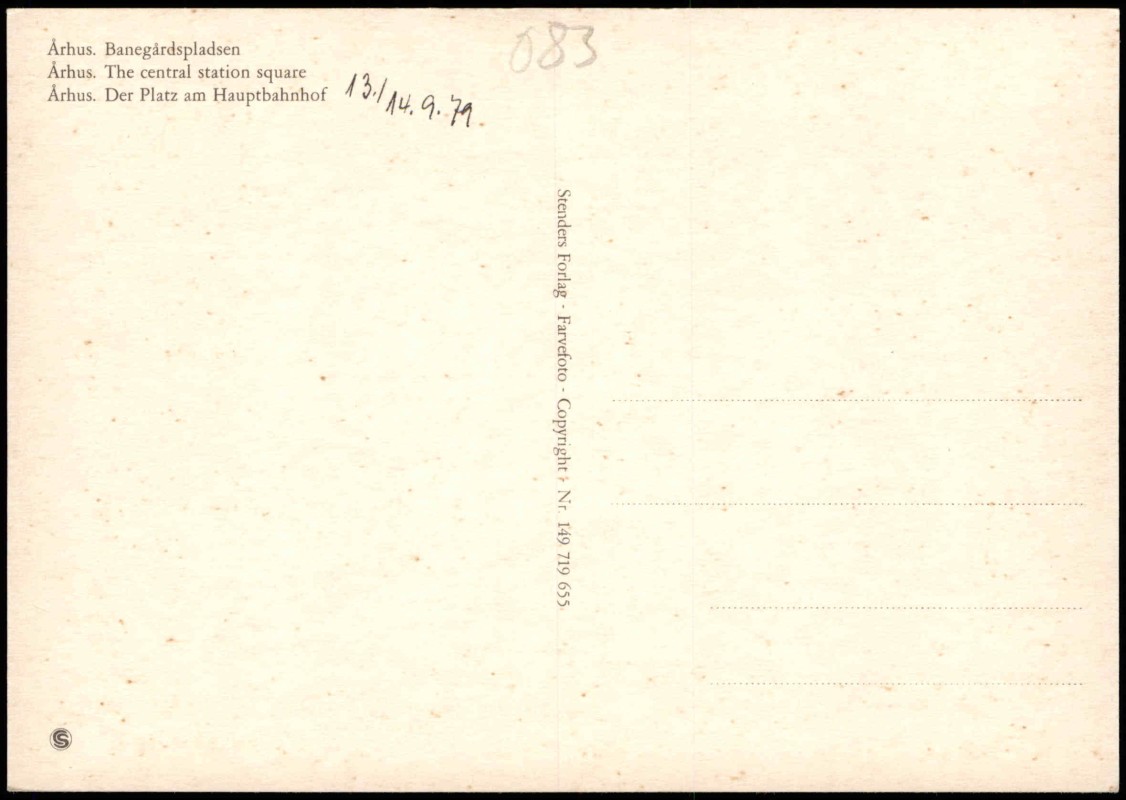 083
Århus. Banegårdspladsen
Århus. The central station square
Århus. Der Platz am Hauptbahnhof
13./14.9.79
Stenders Forlag - Farvefoto - Copyright - Nr. 149 719 655